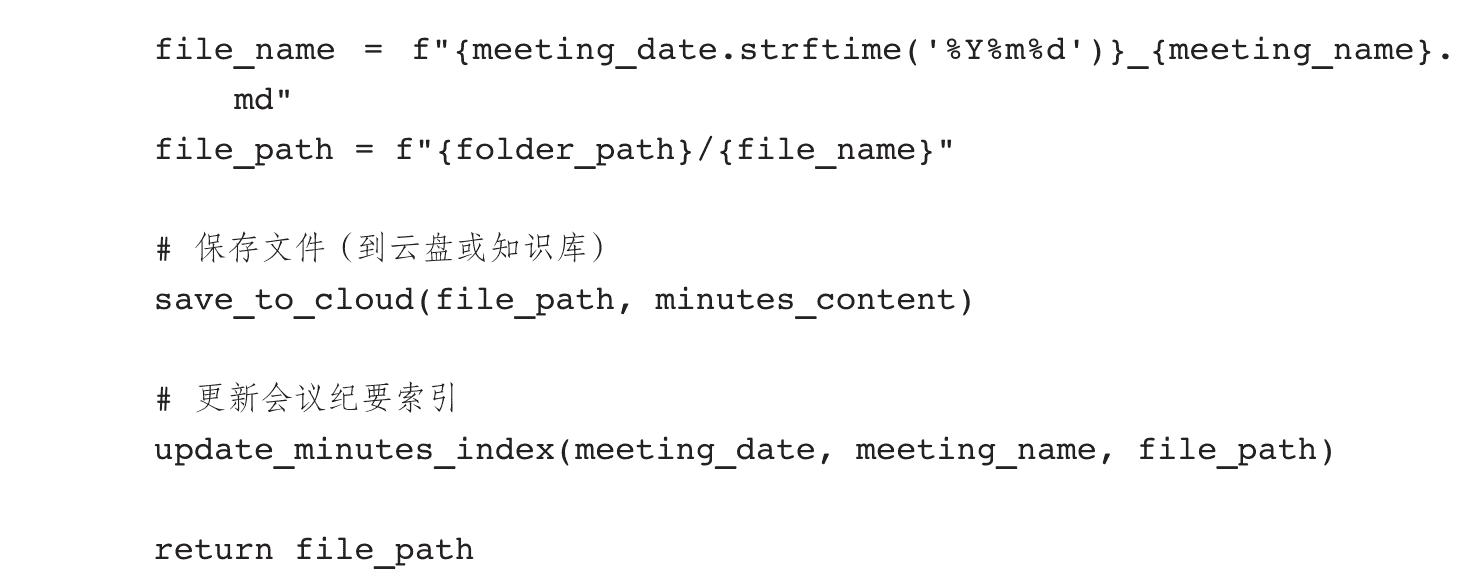 file_name = f"{meeting_date.strftime('%Y%m%d')}_{meeting_name}.
    md"
file_path = f"{folder_path}/{file_name}"

# 保存文件(到云盘或知识库)
save_to_cloud(file_path, minutes_content)

# 更新会议纪要索引
update_minutes_index(meeting_date, meeting_name, file_path)

return file_path